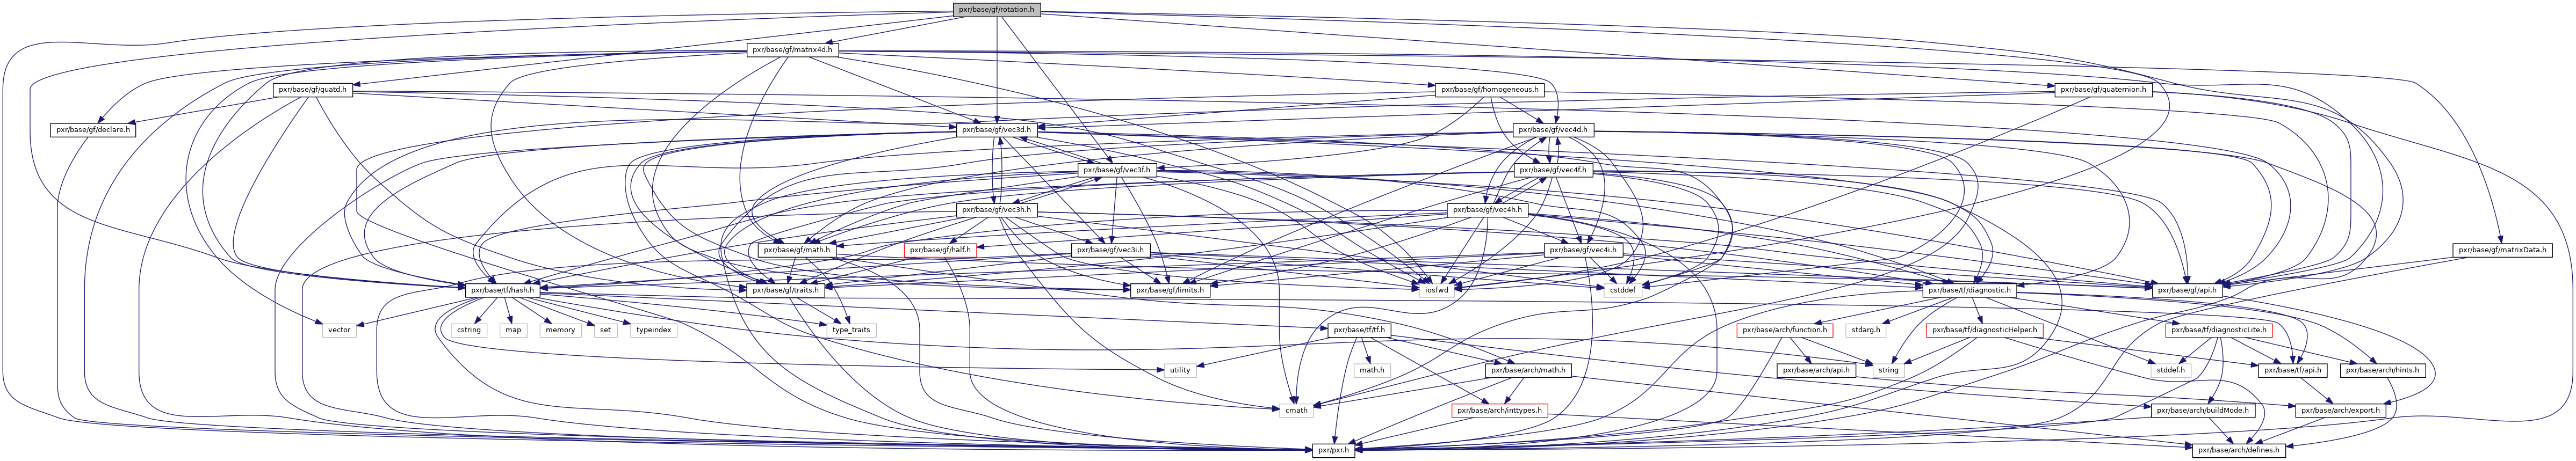 pxr/base/gf/rotation.h
pxr/base/gf/matrix4d.h
pxr/base/gf/quatd.h
pxr/base/gf/homogeneous.h
pxr/base/gf/quaternion.h
pxr/base/gf/declare.h
pxr/base/gf/vec3d.h
pxr/base/gf/vec4d.h
pxr/base/gf/vec3f.h
pxr/base/gf/vec4f.h
pxr/base/gf/vec3h.h
pxr/base/gf/vec4h.h
pxr/base/gf/math.h
pxr/base/gf/half.h
pxr/base/gf/vec3i.h
pxr/base/gf/vec4i.h
pxr/base/gf/matrixData.h
pxr/base/tf/hash.h
pxr/base/gf/traits.h
pxr/base/gf/limits.h
iosfwd
cstddef
pxr/base/tf/diagnostic.h
pxr/base/gf/api.h
vector
cstring
map
memory
set
typeindex
type_traits
pxr/base/tf/tf.h
pxr/base/arch/function.h
stdarg.h
pxr/base/tf/diagnosticHelper.h
pxr/base/tf/diagnosticLite.h
utility
math.h
pxr/base/arch/math.h
pxr/base/arch/api.h
string
stddef.h
pxr/base/tf/api.h
pxr/base/arch/hints.h
cmath
pxr/base/arch/inttypes.h
pxr/base/arch/buildMode.h
pxr/base/arch/export.h
pxr/pxr.h
pxr/base/arch/defines.h